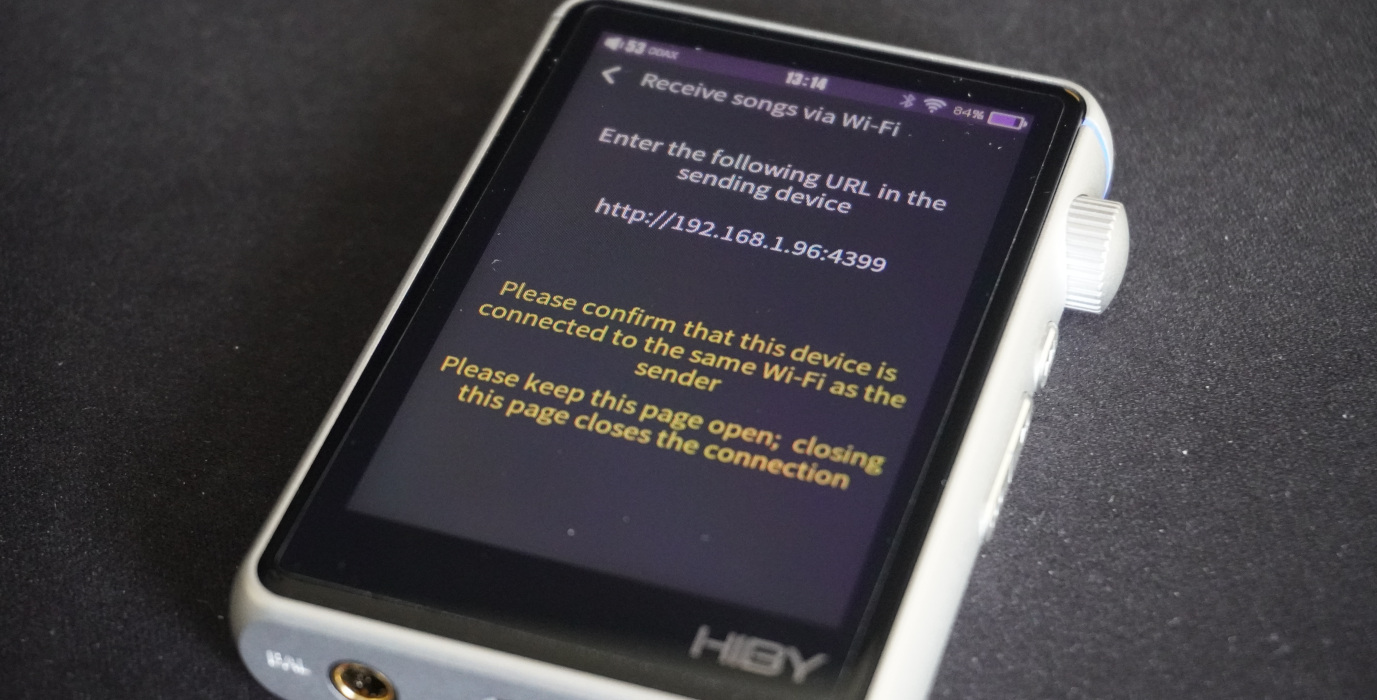 53 COAX
13:14
84%
Receive songs via Wi-Fi
Enter the following URL in the
sending device
http://192.168.1.96:4399
Please confirm that this device is
connected to the same Wi-Fi as the
sender
Please keep this page open; closing
this page closes the connection
HIBY